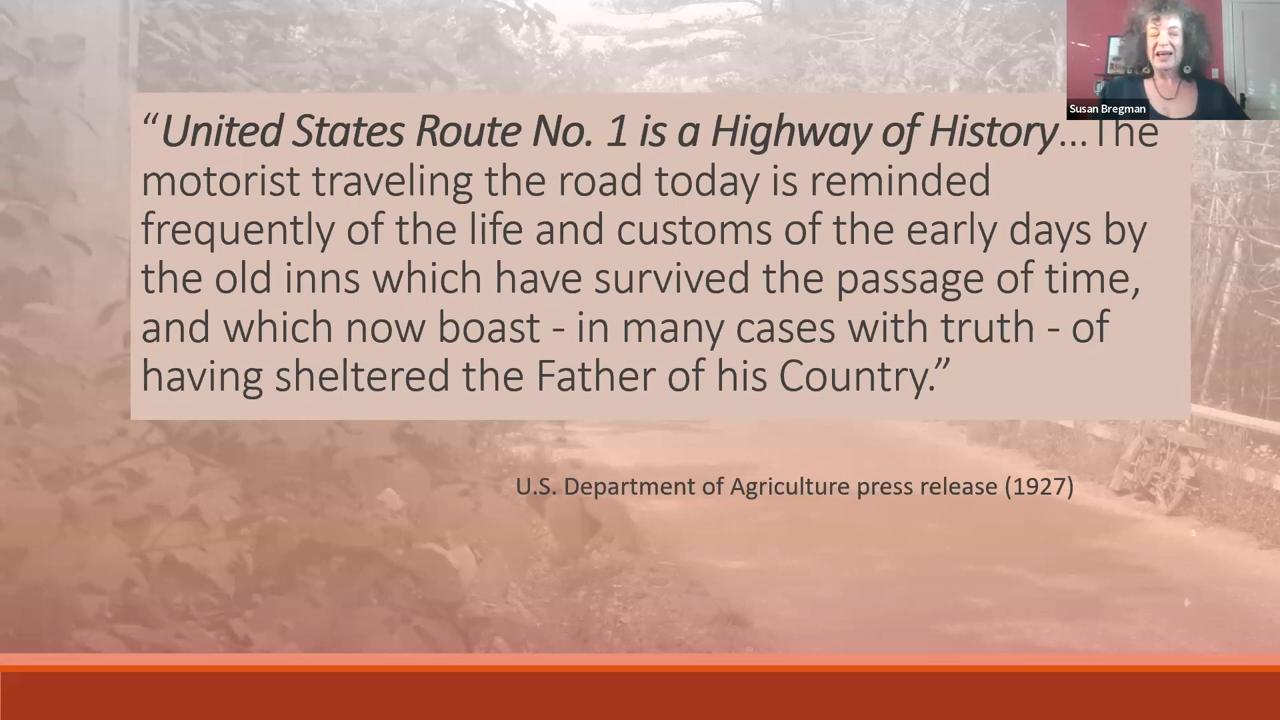 “United States Route No. 1 is a Highway of History...The
motorist traveling the road today is reminded
frequently of the life and customs of the early days by
the old inns which have survived the passage of time,
and which now boast - in many cases with truth - of
having sheltered the Father of his Country.”
U.S. Department of Agriculture press release (1927)
Susan Bregman